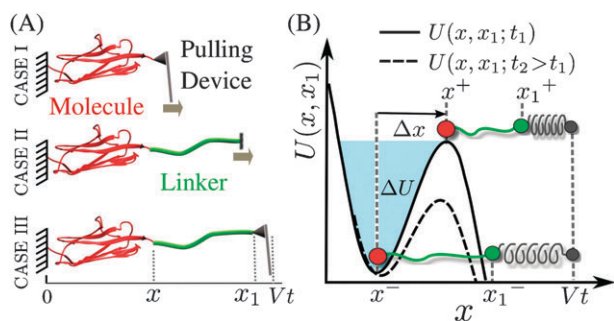 (A)
CASE I
Pulling
Device
Molecule
CASE II
Linker
CASE III
0
x
x₁
Vt
(B)
U(x, x₁; t₁)
U(x, x₁; t₂>t₁)
U(x, x₁)
x⁺
x₁⁺
Δx
ΔU
x⁻
x₁⁻
Vt
x